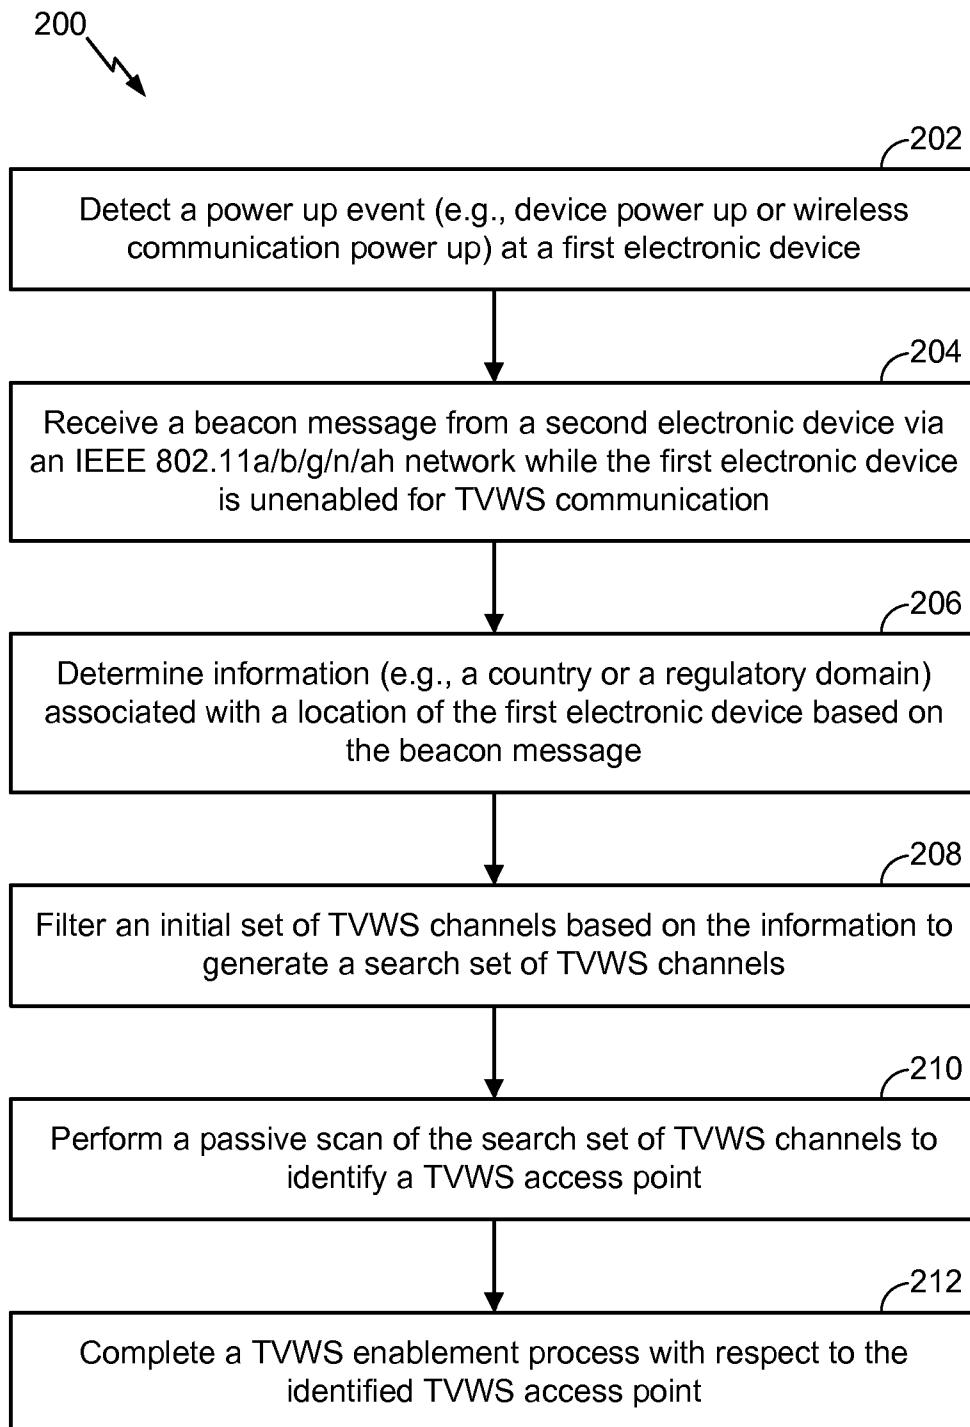 200
202
Detect a power up event (e.g., device power up or wireless
communication power up) at a first electronic device
204
Receive a beacon message from a second electronic device via
an IEEE 802.11a/b/g/n/ah network while the first electronic device
is unenabled for TVWS communication
206
Determine information (e.g., a country or a regulatory domain)
associated with a location of the first electronic device based on
the beacon message
208
Filter an initial set of TVWS channels based on the information to
generate a search set of TVWS channels
210
Perform a passive scan of the search set of TVWS channels to
identify a TVWS access point
212
Complete a TVWS enablement process with respect to the
identified TVWS access point